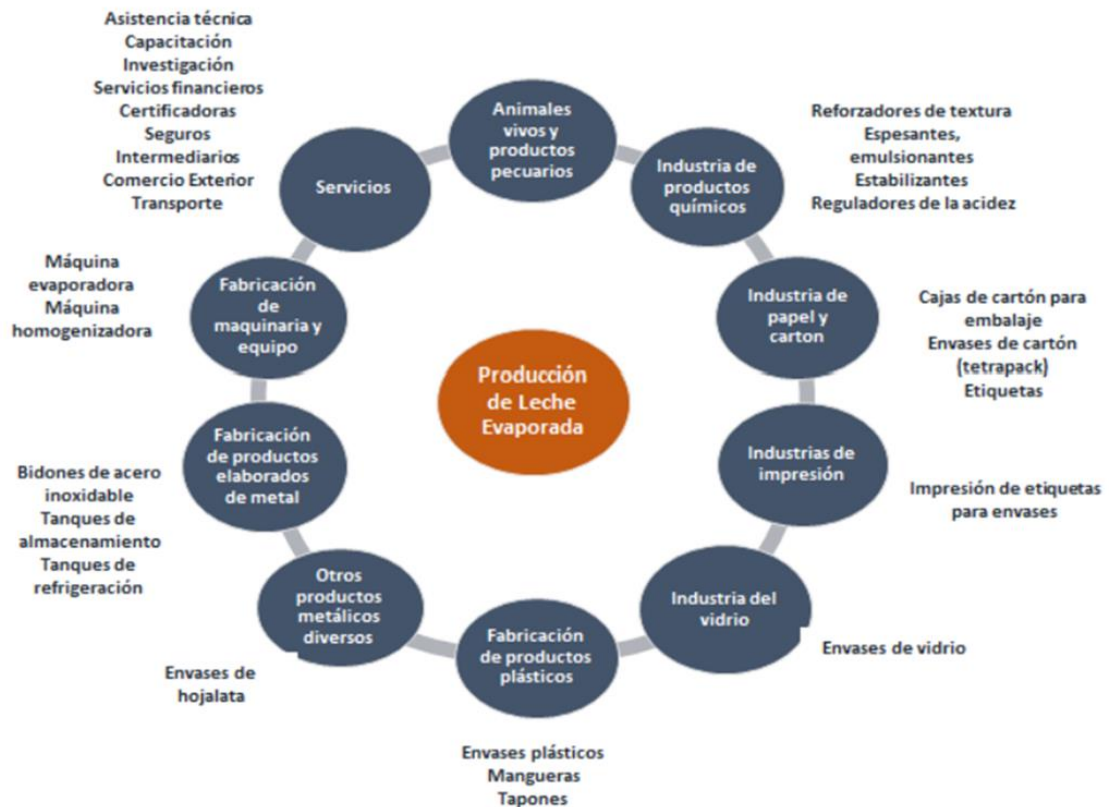 Asistencia técnica
Capacitación
Investigación
Servicios financieros
Certificadoras
Seguros
Intermediarios
Comercio Exterior
Transporte
Servicios
Animales
vivos y
productos
pecuarios
Industria de
productos
químicos
Reforzadores de textura
Espesantes,
emulsionantes
Estabilizantes
Reguladores de la acidez
Máquina
evaporadora
Máquina
homogenizadora
Fabricación
de
maquinaria y
equipo
Industria de
papel y
carton
Cajas de cartón para
embalaje
Envases de cartón
(tetrapack)
Etiquetas
Producción
de Leche
Evaporada
Bidones de acero
inoxidable
Tanques de
almacenamiento
Tanques de
refrigeración
Fabricación
de productos
elaborados
de metal
Industrias de
impresión
Impresión de etiquetas
para envases
Otros
productos
metálicos
diversos
Envases de
hojalata
Fabricación
de productos
plásticos
Envases plásticos
Mangueras
Tapones
Industria del
vidrio
Envases de vidrio